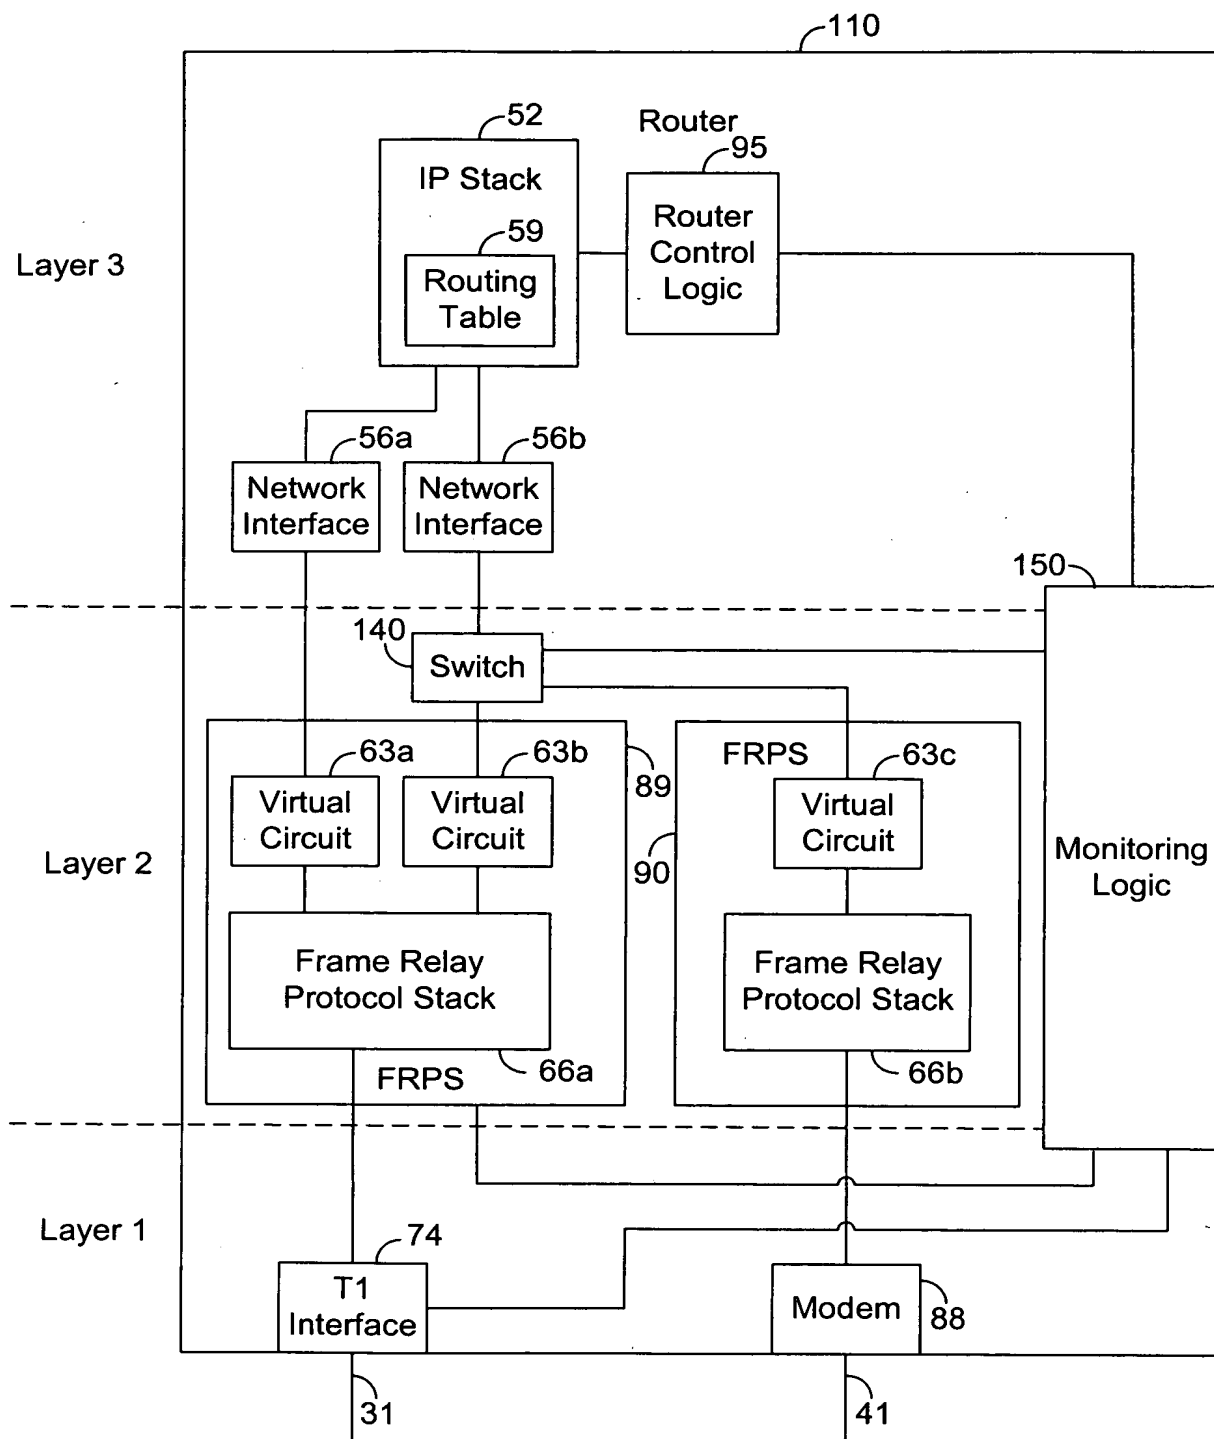 110
52
Router
95
IP Stack
Router
Control
Logic
59
Routing
Table
Layer 3
56a
56b
Network
Interface
Network
Interface
150
140
Switch
63a
63b
89
FRPS
63c
Virtual
Circuit
Virtual
Circuit
Virtual
Circuit
90
Layer 2
Monitoring
Logic
Frame Relay
Protocol Stack
Frame Relay
Protocol Stack
66a
FRPS
66b
Layer 1
74
T1
Interface
Modem
88
31
41